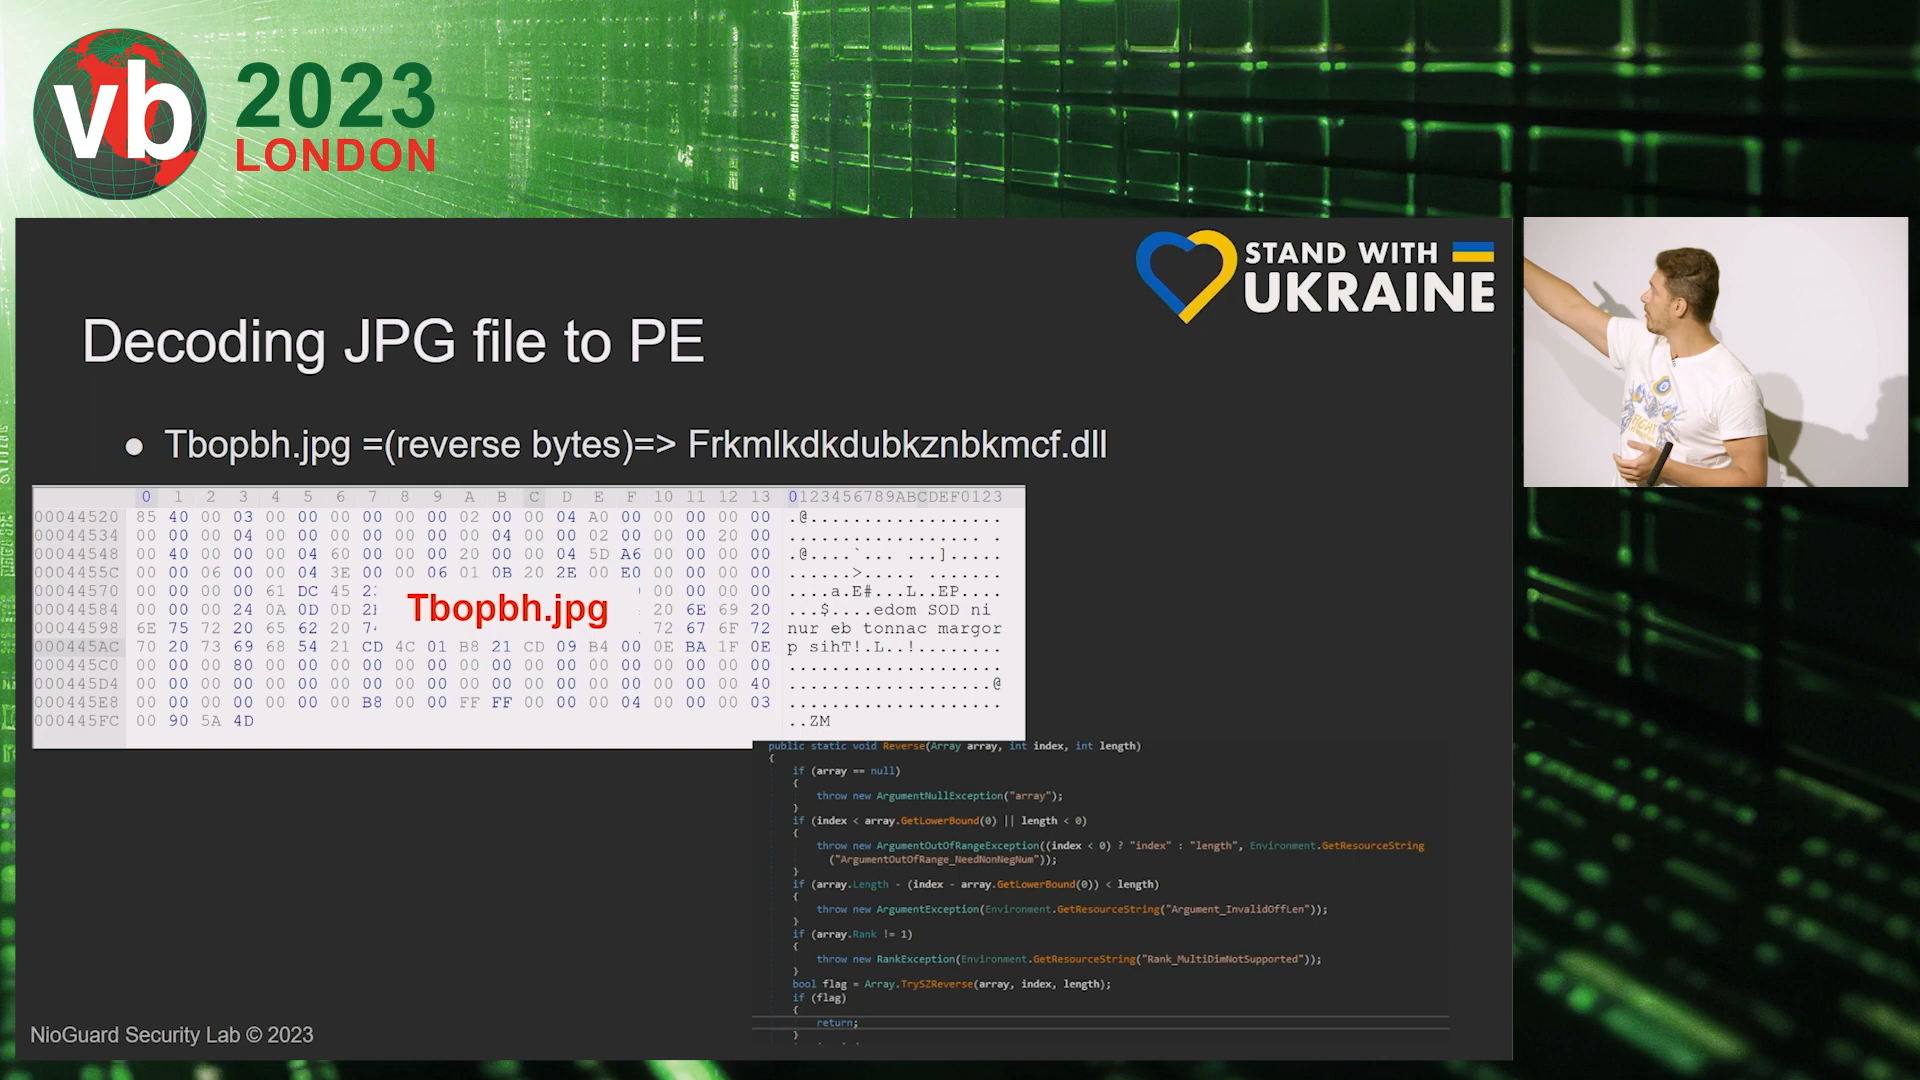 vb
2023
LONDON
STAND WITH
UKRAINE
Decoding JPG file to PE
● Tbopbh.jpg =(reverse bytes)=> Frkmlkdkdubkznbkmcf.dll
0 1 2 3 4 5 6 7 8 9 A B C D E F 10 11 12 13 0123456789ABCDEF0123
00044520 85 40 00 03 00 00 00 00 00 00 02 00 00 04 A0 00 00 00 00 00 .@..................
00044534 00 00 00 04 00 00 00 00 00 00 00 04 00 00 02 00 00 00 20 00 .................. .
00044548 00 40 00 00 00 04 60 00 00 00 20 00 00 04 5D A6 00 00 00 00 .@....`... ...].....
0004455C 00 00 06 00 00 04 3E 00 00 06 01 0B 20 2E 00 E0 00 00 00 00 ......>..... .......
00044570 00 00 00 00 61 DC 45 00 00 00 00 ....a.E#...L..EP....
00044584 00 00 00 24 0A 0D 0D 20 6E 69 20 ...$....edom SOD ni
00044598 6E 75 72 20 65 62 20 72 67 6F 72 nur eb tonnac margor
000445AC 70 20 73 69 68 54 21 CD 4C 01 B8 21 CD 09 B4 00 0E BA 1F 0E p sihT!.L..!........
000445C0 00 00 00 80 00 00 00 00 00 00 00 00 00 00 00 00 00 00 00 00 ....................
000445D4 00 00 00 00 00 00 00 00 00 00 00 00 00 00 00 00 00 00 00 40 ...................@
000445E8 00 00 00 00 00 00 00 B8 00 00 FF FF 00 00 00 04 00 00 00 03 ....................
000445FC 00 90 5A 4D ..ZM
Tbopbh.jpg
public static void Reverse(Array array, int index, int length)
{
if (array == null)
{
throw new ArgumentNullException("array");
}
if (index < array.GetLowerBound(0) || length < 0)
{
throw new ArgumentOutOfRangeException((index < 0) ? "index" : "length", Environment.GetResourceString
("ArgumentOutOfRange_NeedNonNegNum"));
}
if (array.Length - (index - array.GetLowerBound(0)) < length)
{
throw new ArgumentException(Environment.GetResourceString("Argument_InvalidOffLen"));
}
if (array.Rank != 1)
{
throw new RankException(Environment.GetResourceString("Rank_MultiDimNotSupported"));
}
bool flag = Array.TrySZReverse(array, index, length);
if (flag)
{
return;
}
NioGuard Security Lab © 2023